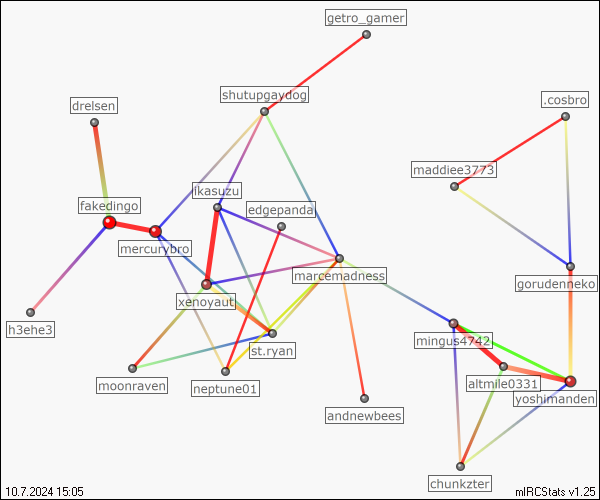 getro_gamer
shutupgaydog
drelsen
.cosbro
maddiee3773
lkasuzu
fakedingo
edgepanda
mercurybro
marcemadness
gorudenneko
xenoyaut
h3ehe3
mingus4742
st.ryan
moonraven
neptune01
altmile0331
yoshimanden
andnewbees
chunkzter
10.7.2024 15:05
mIRCStats v1.25